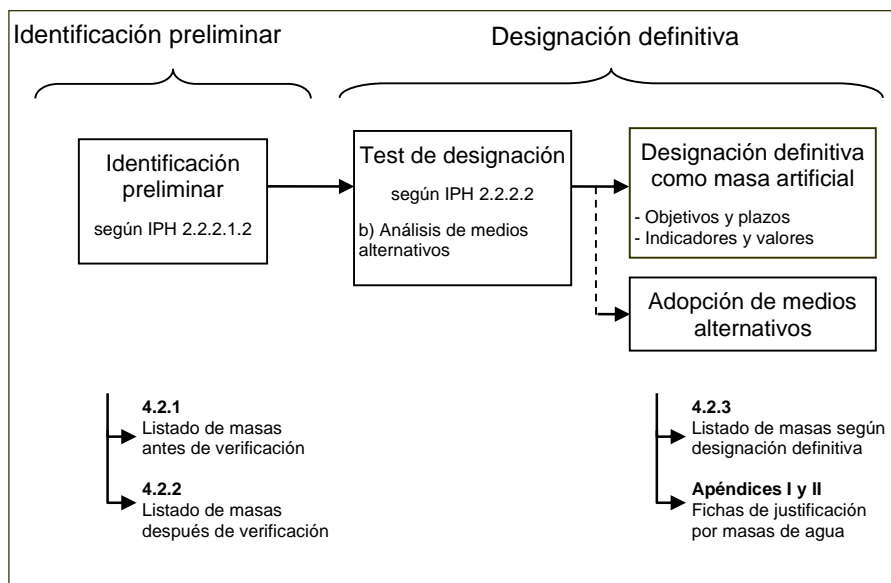 Identificación preliminar
Designación definitiva
Identificación
preliminar
según IPH 2.2.2.1.2
Test de designación
según IPH 2.2.2.2
b) Análisis de medios
alternativos
Designación definitiva
como masa artificial
- Objetivos y plazos
- Indicadores y valores
Adopción de medios
alternativos
4.2.1
Listado de masas
antes de verificación
4.2.2
Listado de masas
después de verificación
4.2.3
Listado de masas según
designación definitiva
Apéndices I y II
Fichas de justificación
por masas de agua